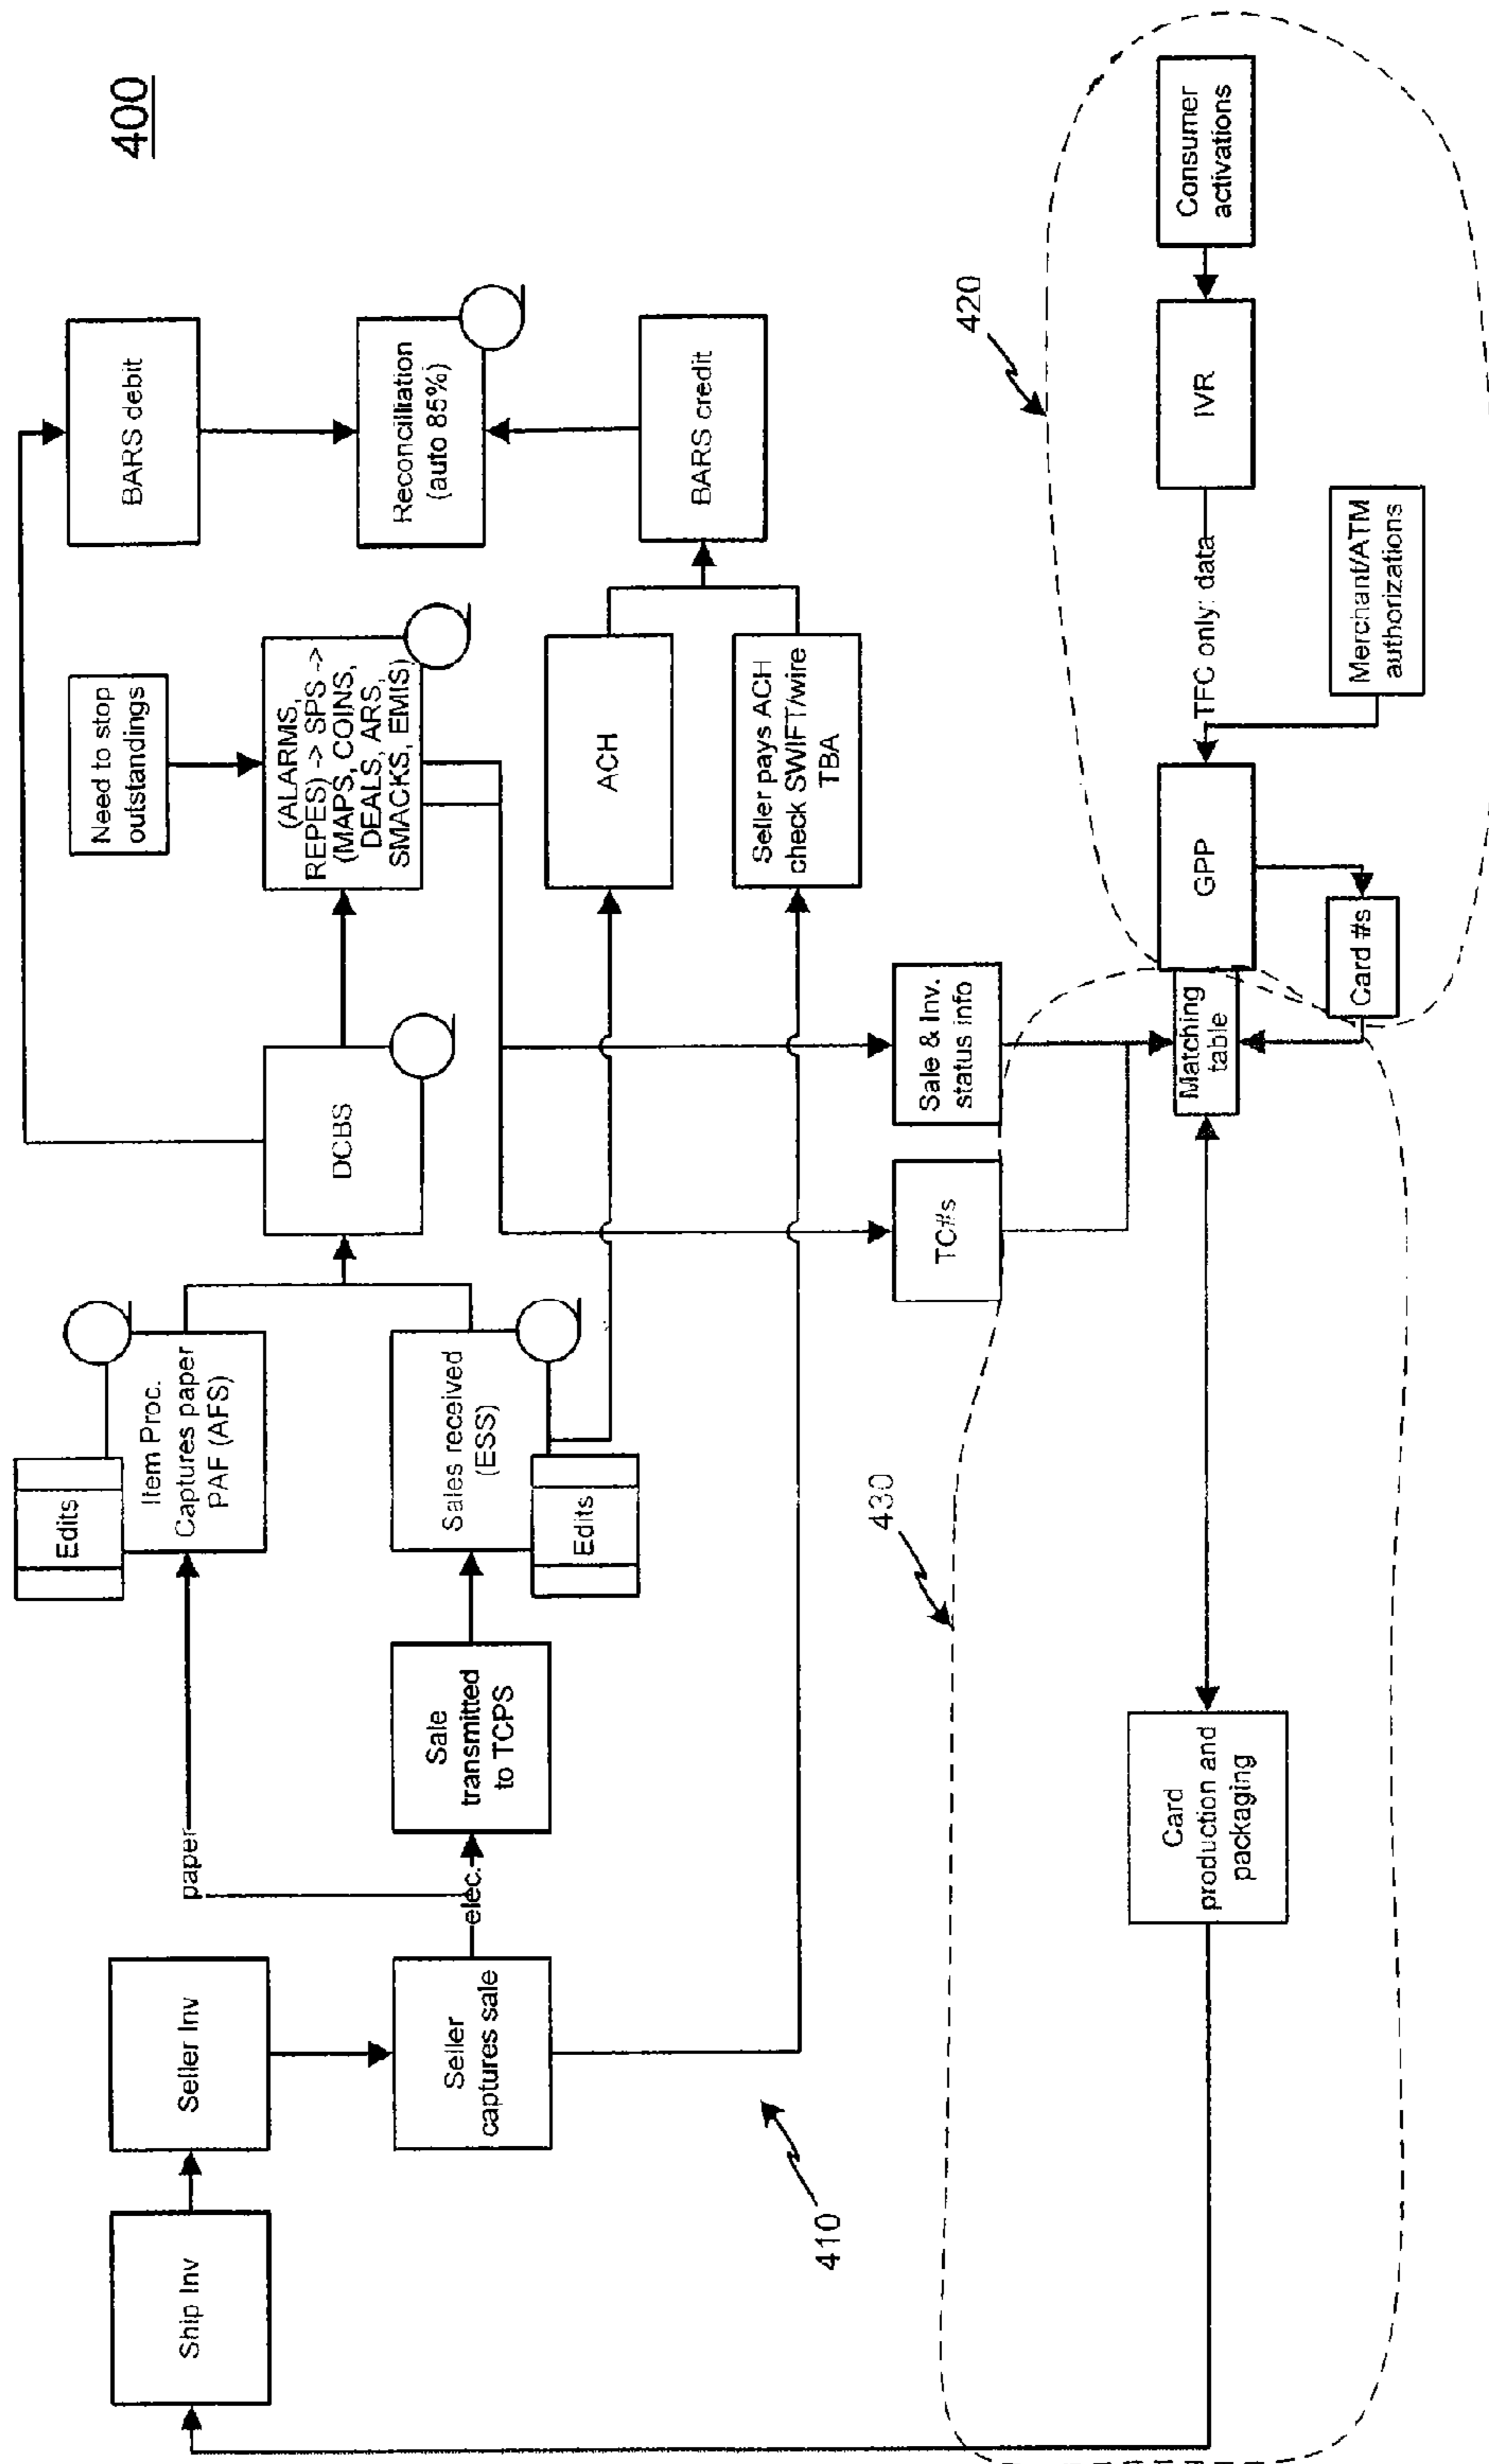 400
Ship Inv
Seller Inv
Seller
captures sale
paper
elec.
Sale
transmitted
to TCPS
Edits
Item Proc.
Captures paper
PAF (AFS)
Sales received
(ESS)
Edits
DCBS
Need to stop
outstandings
(ALARMS,
REPES) -> SPS ->
(MAPS, COINS,
DEALS, ARS,
SMACKS, EMIS)
ACH
Seller pays ACH
check SWIFT/wire
TBA
BARS debit
Reconcilliation
(auto 85%)
BARS credit
410
TC#s
Sale & Inv.
status info
430
420
Card
production and
packaging
Matching
table
GPP
Card #s
TFC only: data
IVR
Consumer
activations
Merchant/ATM
authorizations